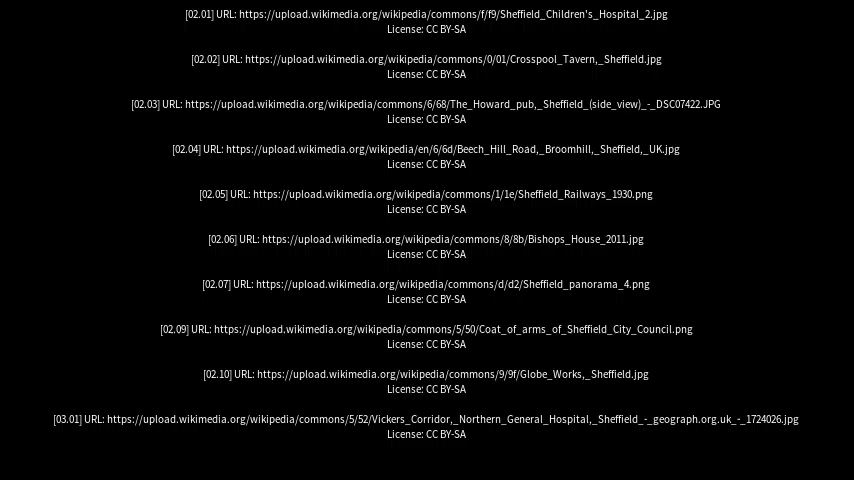 [02.01] URL: https://upload.wikimedia.org/wikipedia/commons/f/f9/Sheffield_Children's_Hospital_2.jpg
License: CC BY-SA
[02.02] URL: https://upload.wikimedia.org/wikipedia/commons/0/01/Crosspool_Tavern,_Sheffield.jpg
License: CC BY-SA
[02.03] URL: https://upload.wikimedia.org/wikipedia/commons/6/68/The_Howard_pub,_Sheffield_(side_view)_-_DSC07422.JPG
License: CC BY-SA
[02.04] URL: https://upload.wikimedia.org/wikipedia/en/6/6d/Beech_Hill_Road,_Broomhill,_Sheffield,_UK.jpg
License: CC BY-SA
[02.05] URL: https://upload.wikimedia.org/wikipedia/commons/1/1e/Sheffield_Railways_1930.png
License: CC BY-SA
[02.06] URL: https://upload.wikimedia.org/wikipedia/commons/8/8b/Bishops_House_2011.jpg
License: CC BY-SA
[02.07] URL: https://upload.wikimedia.org/wikipedia/commons/d/d2/Sheffield_panorama_4.png
License: CC BY-SA
[02.09] URL: https://upload.wikimedia.org/wikipedia/commons/5/50/Coat_of_arms_of_Sheffield_City_Council.png
License: CC BY-SA
[02.10] URL: https://upload.wikimedia.org/wikipedia/commons/9/9f/Globe_Works,_Sheffield.jpg
License: CC BY-SA
[03.01] URL: https://upload.wikimedia.org/wikipedia/commons/5/52/Vickers_Corridor,_Northern_General_Hospital,_Sheffield_-_geograph.org.uk_-_1724026.jpg
License: CC BY-SA